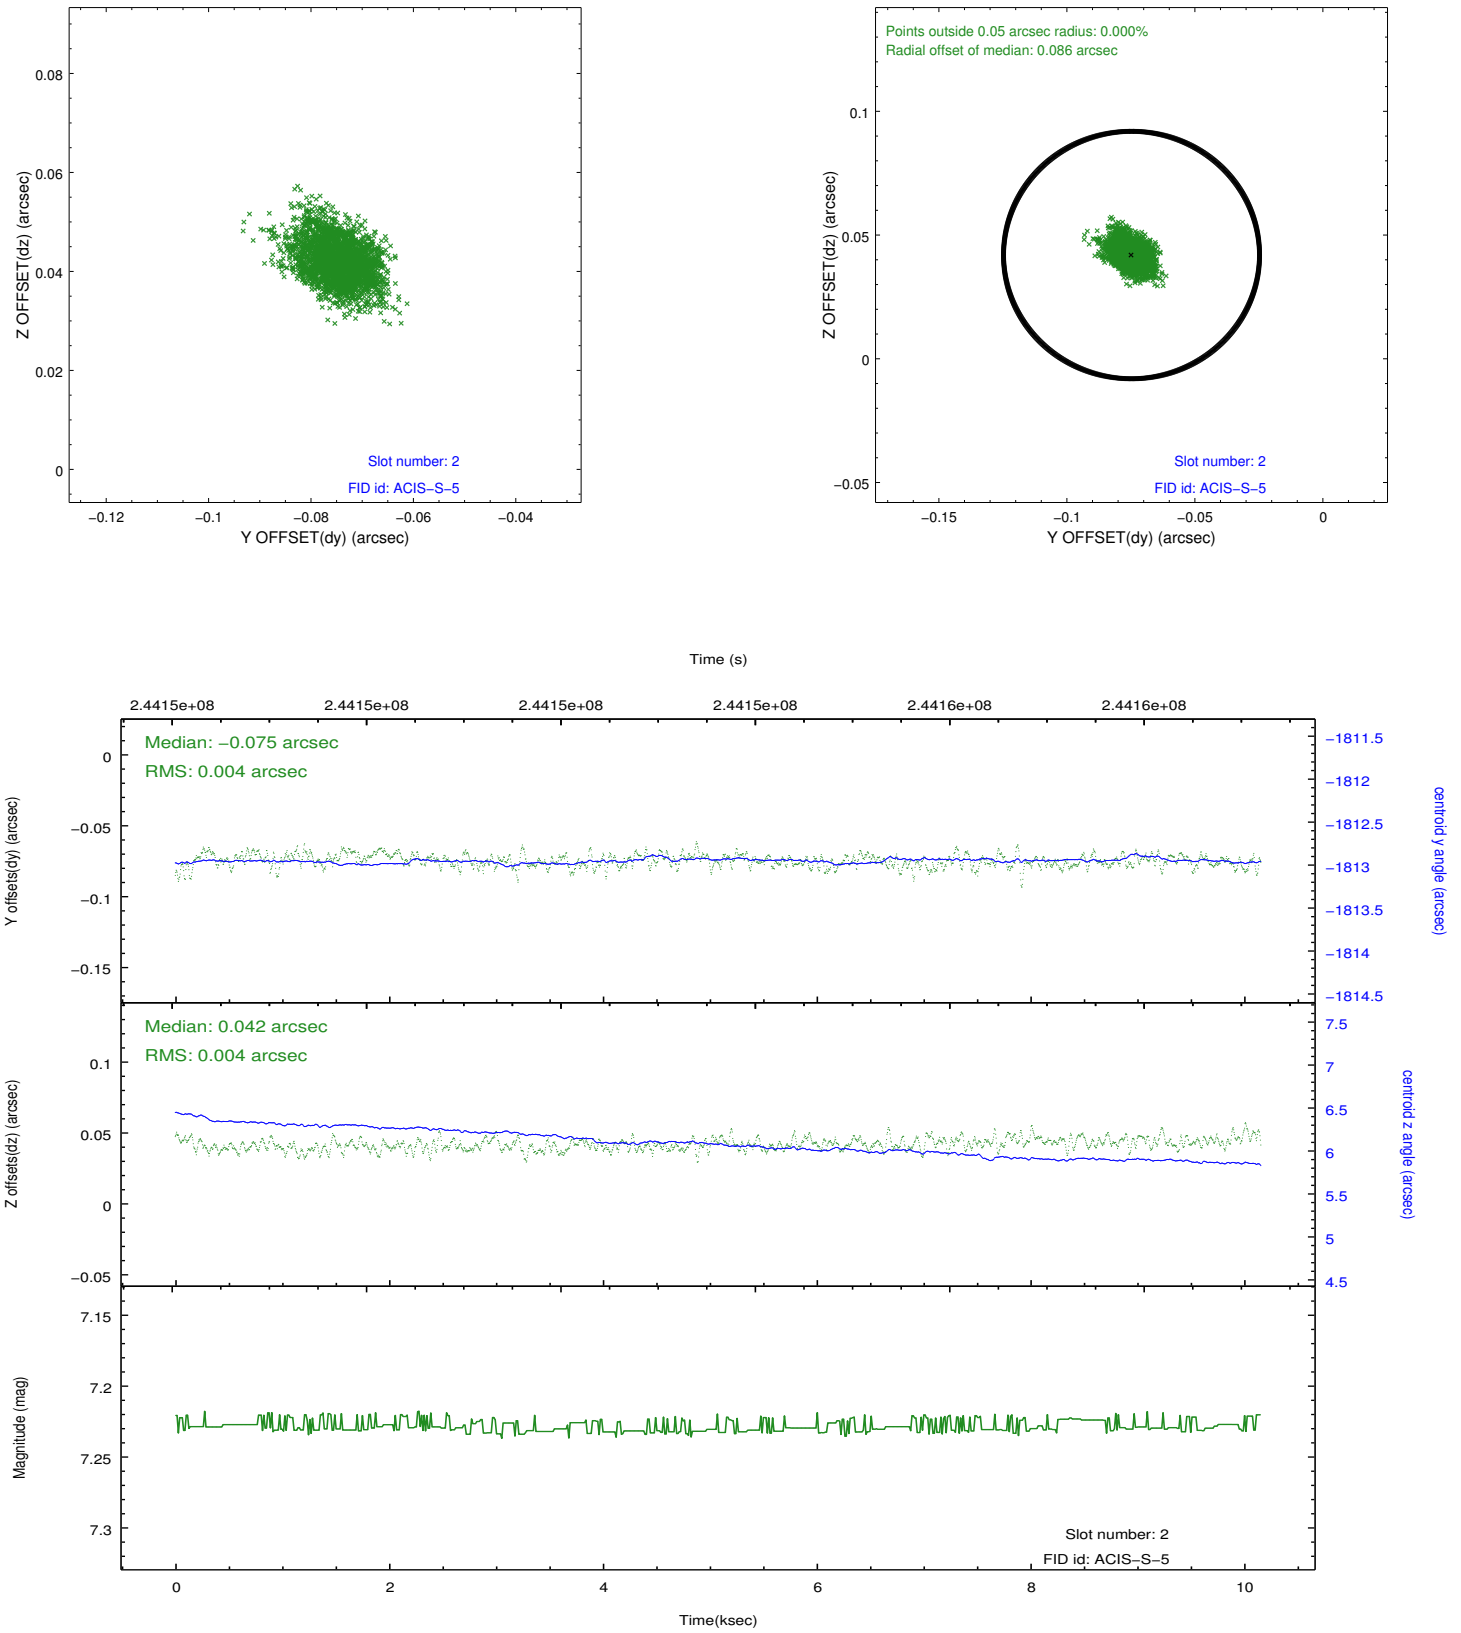 0.08
0.06
0.04
0.02
0
−0.12
−0.1
−0.08
−0.06
−0.04
Z OFFSET(dz) (arcsec)
Y OFFSET(dy) (arcsec)
Slot number: 2
FID id: ACIS−S−5
Points outside 0.05 arcsec radius: 0.000%
Radial offset of median: 0.086 arcsec
0.1
0.05
0
−0.05
−0.15
−0.1
−0.05
0
Z OFFSET(dz) (arcsec)
Y OFFSET(dy) (arcsec)
Slot number: 2
FID id: ACIS−S−5
Time (s)
2.4415e+08
2.4415e+08
2.4415e+08
2.4415e+08
2.4416e+08
2.4416e+08
Median: −0.075 arcsec
RMS: 0.004 arcsec
0
−0.05
−0.1
−0.15
Y offsets(dy) (arcsec)
−1811.5
−1812
−1812.5
−1813
−1813.5
−1814
−1814.5
centroid y angle (arcsec)
Median: 0.042 arcsec
RMS: 0.004 arcsec
0.1
0.05
0
−0.05
Z offsets(dz) (arcsec)
7.5
7
6.5
6
5.5
5
4.5
centroid z angle (arcsec)
7.15
7.2
7.25
7.3
Magnitude (mag)
Slot number: 2
FID id: ACIS−S−5
0
2
4
6
8
10
Time(ksec)